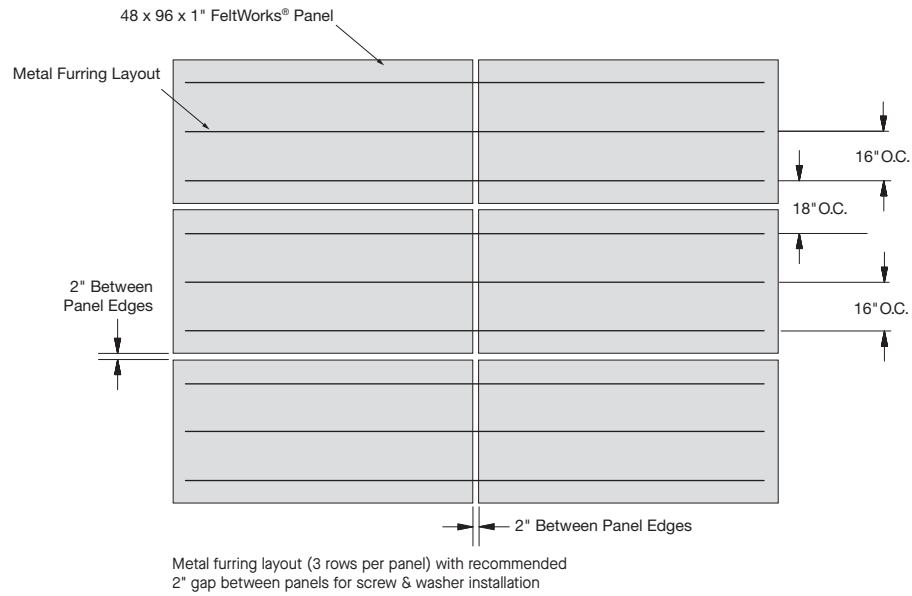 48 x 96 x 1" FeltWorks® Panel
Metal Furring Layout
16" O.C.
18" O.C.
2" Between
Panel Edges
16" O.C.
2" Between Panel Edges
Metal furring layout (3 rows per panel) with recommended
2" gap between panels for screw & washer installation